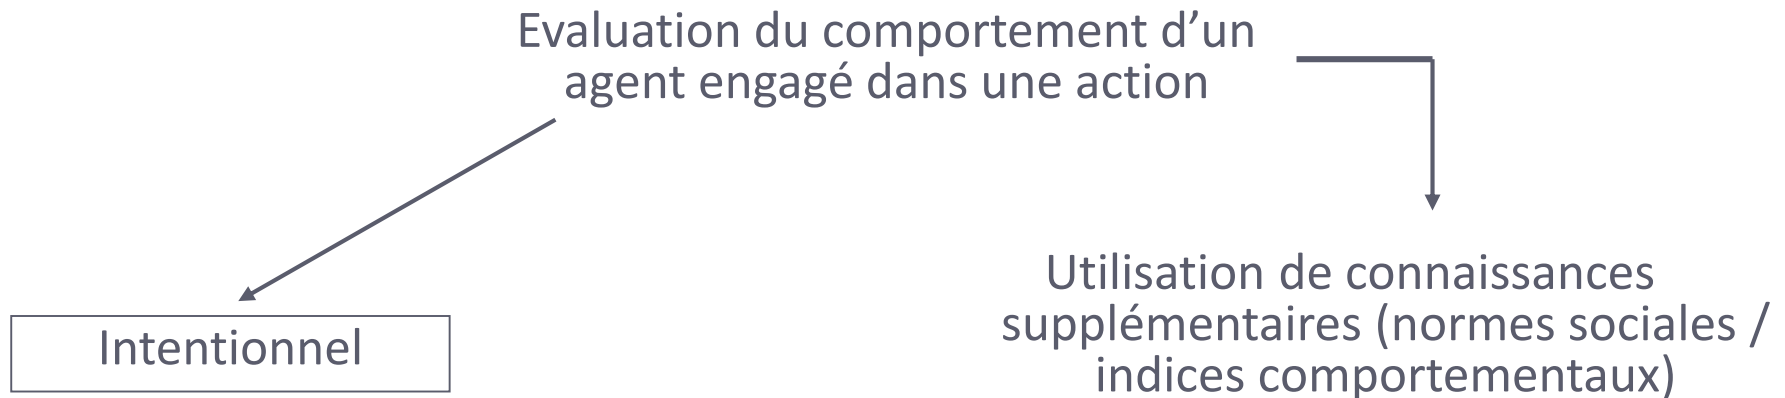 Evaluation du comportement d’un
agent engagé dans une action
Intentionnel
Utilisation de connaissances
supplémentaires (normes sociales /
indices comportementaux)